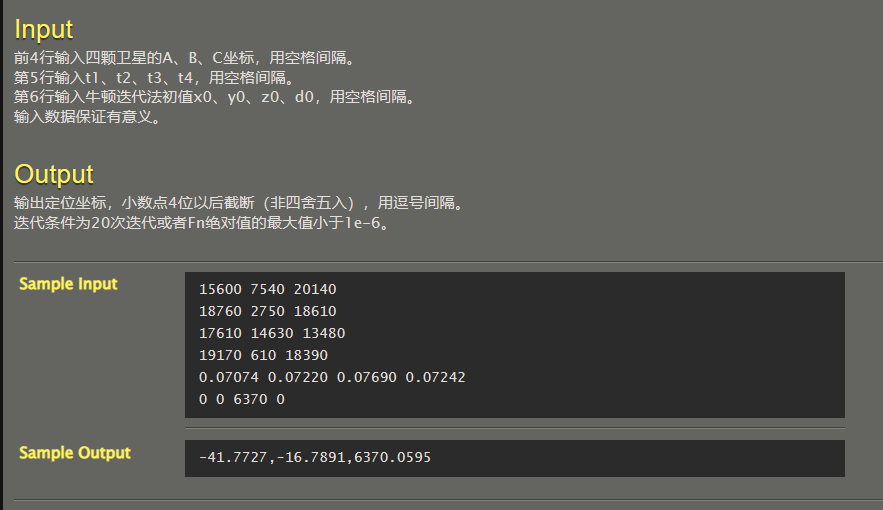 Input
前4行输入四颗卫星的A、B、C坐标，用空格间隔。
第5行输入t1、t2、t3、t4，用空格间隔。
第6行输入牛顿迭代法初值x0、y0、z0、d0，用空格间隔。
输入数据保证有意义。
Output
输出定位坐标，小数点4位以后截断（非四舍五入），用逗号间隔。
迭代条件为20次迭代或者Fn绝对值的最大值小于1e-6。
Sample Input
15600 7540 20140
18760 2750 18610
17610 14630 13480
19170 610 18390
0.07074 0.07220 0.07690 0.07242
0 0 6370 0
Sample Output
-41.7727,-16.7891,6370.0595